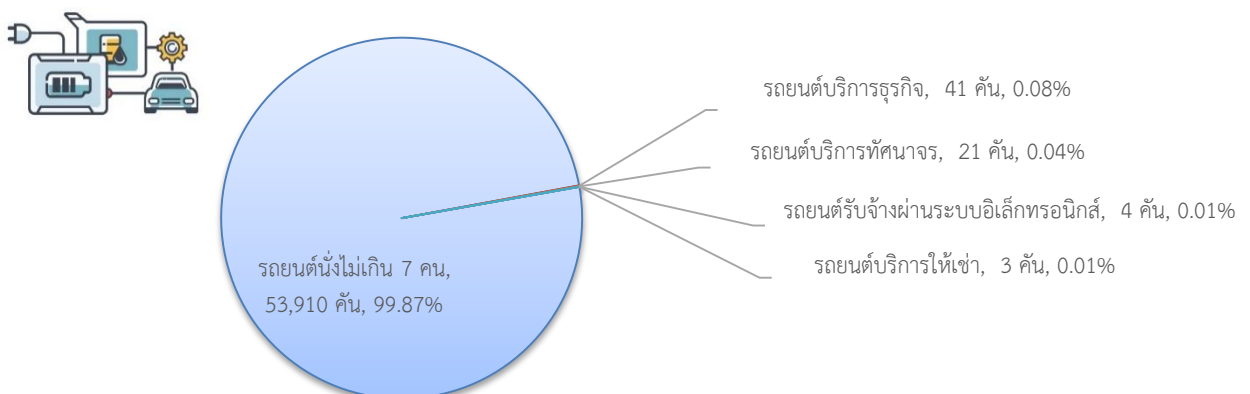 รถยนต์บริการธุรกิจ, 41 คัน, 0.08%
รถยนต์บริการทัศนาจร, 21 คัน, 0.04%
รถยนต์รับจ้างผ่านระบบอิเล็กทรอนิกส์, 4 คัน, 0.01%
รถยนต์บริการให้เช่า, 3 คัน, 0.01%
รถยนต์นั่งไม่เกิน 7 คน,
53,910 คัน, 99.87%